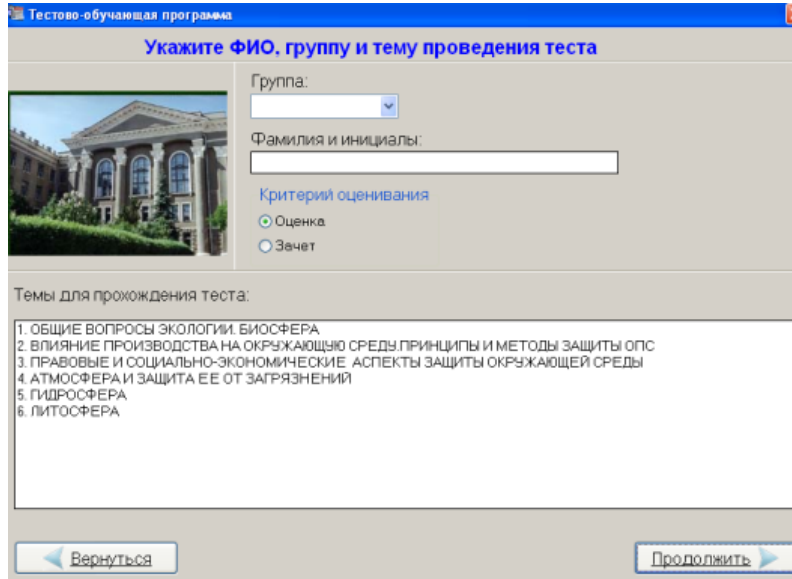 Тестово-обучающая программа
Укажите ФИО, группу и тему проведения теста
Группа:
Фамилия и инициалы:
Критерий оценивания
Оценка
Зачет
Темы для прохождения теста:
1. ОБЩИЕ ВОПРОСЫ ЭКОЛОГИИ. БИОСФЕРА
2. ВЛИЯНИЕ ПРОИЗВОДСТВА НА ОКРУЖАЮЩУЮ СРЕДУ.ПРИНЦИПЫ И МЕТОДЫ ЗАЩИТЫ ОПС
3. ПРАВОВЫЕ И СОЦИАЛЬНО-ЭКОНОМИЧЕСКИЕ АСПЕКТЫ ЗАЩИТЫ ОКРУЖАЮЩЕЙ СРЕДЫ
4. АТМОСФЕРА И ЗАЩИТА ЕЕ ОТ ЗАГРЯЗНЕНИЙ
5. ГИДРОСФЕРА
6. ЛИТОСФЕРА
Вернуться
Продолжить